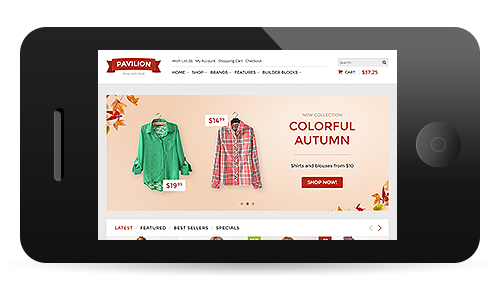 PAVILION
Shop with Style
Wish List (0) My Account Shopping Cart Checkout
Search
HOME SHOP BRANDS FEATURES BUILDER BLOCKS
CART $37.25
NEW COLLECTION
COLORFUL
AUTUMN
$14.99
Shirts and blouses from $10
SHOP NOW!
$19.99
LATEST / FEATURED / BEST SELLERS / SPECIALS